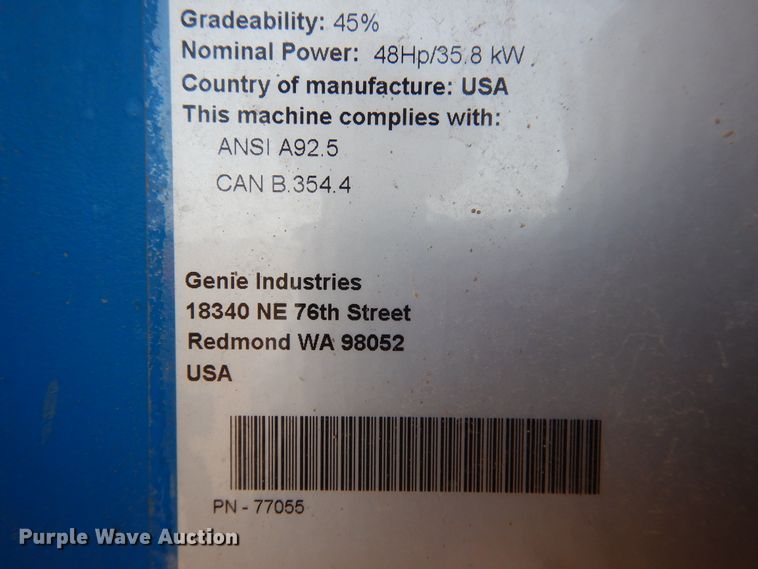 Gradeability: 45%
Nominal Power: 48Hp/35.8 kW
Country of manufacture: USA
This machine complies with:
ANSI A92.5
CAN B.354.4
Genie Industries
18340 NE 76th Street
Redmond WA 98052
USA
PN - 77055
Purple Wave Auction